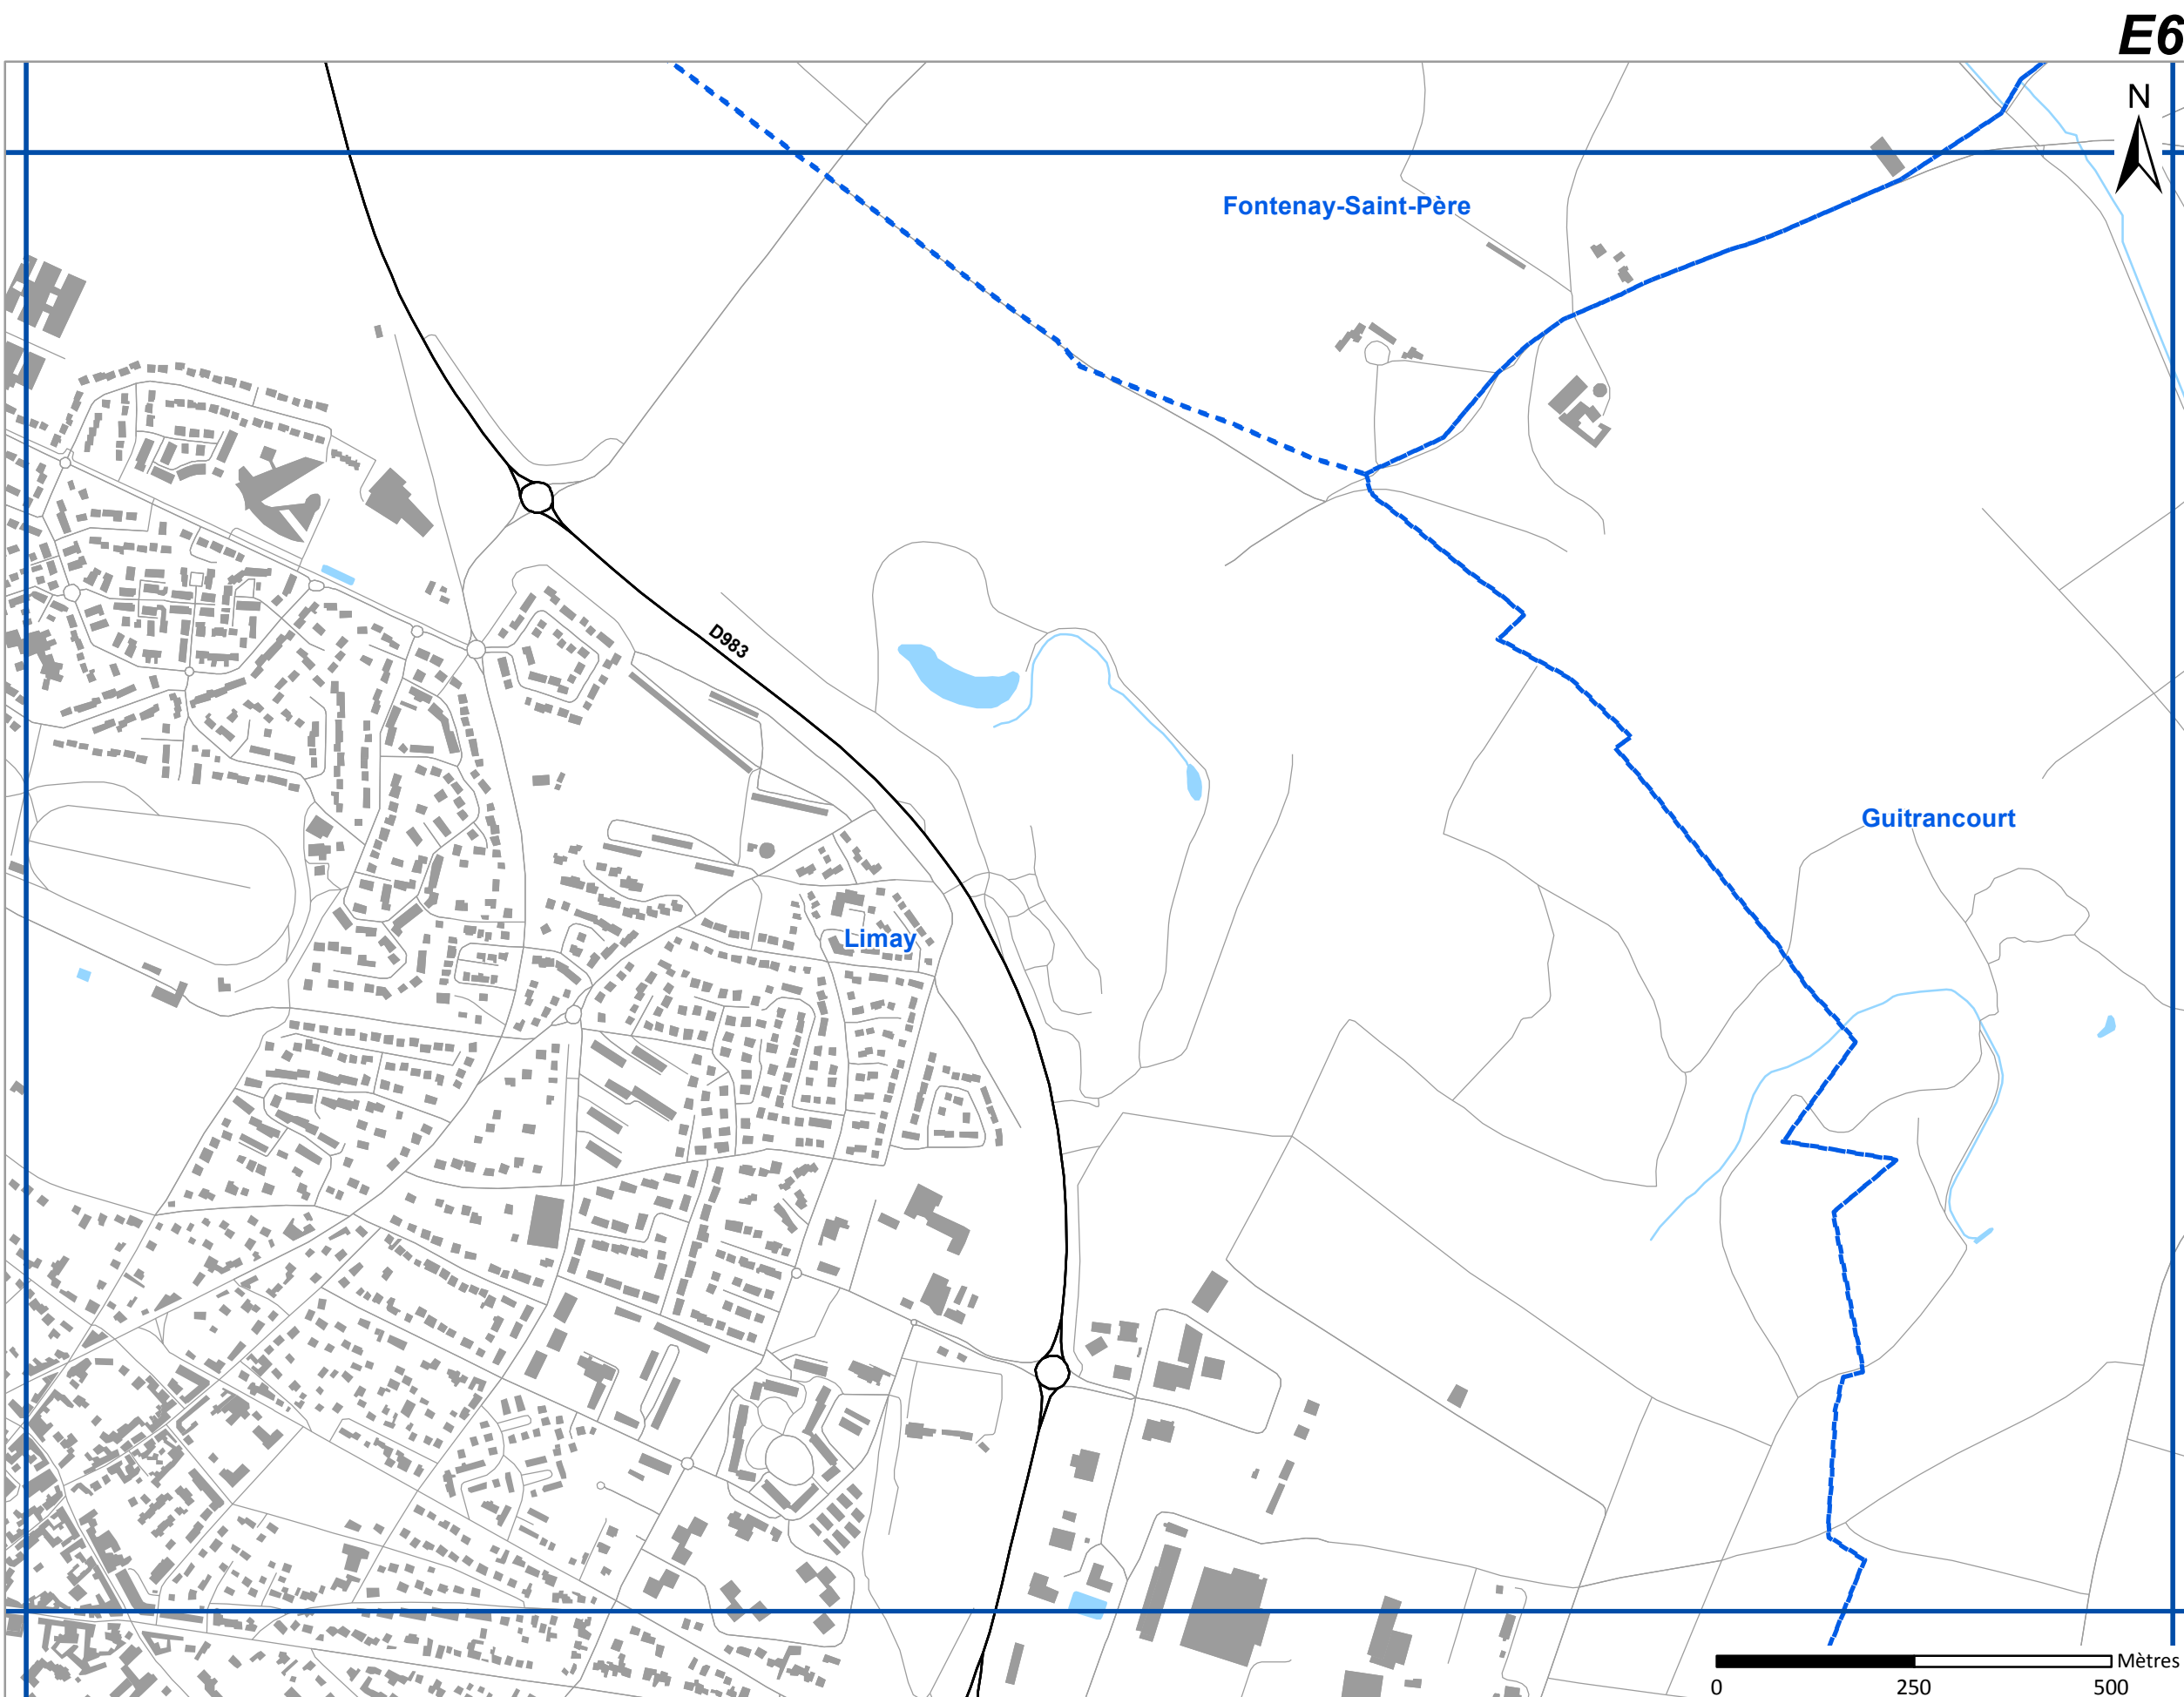 E6
N
Fontenay-Saint-Père
D983
Guitrancourt
Limay
Mètres
0 250 500